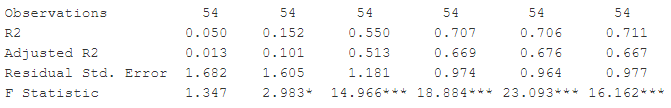 Observations 54 54 54 54 54 54
R2 0.050 0.152 0.550 0.707 0.706 0.711
Adjusted R2 0.013 0.101 0.513 0.669 0.676 0.667
Residual Std. Error 1.682 1.605 1.181 0.974 0.964 0.977
F Statistic 1.347 2.983* 14.966*** 18.884*** 23.093*** 16.162***